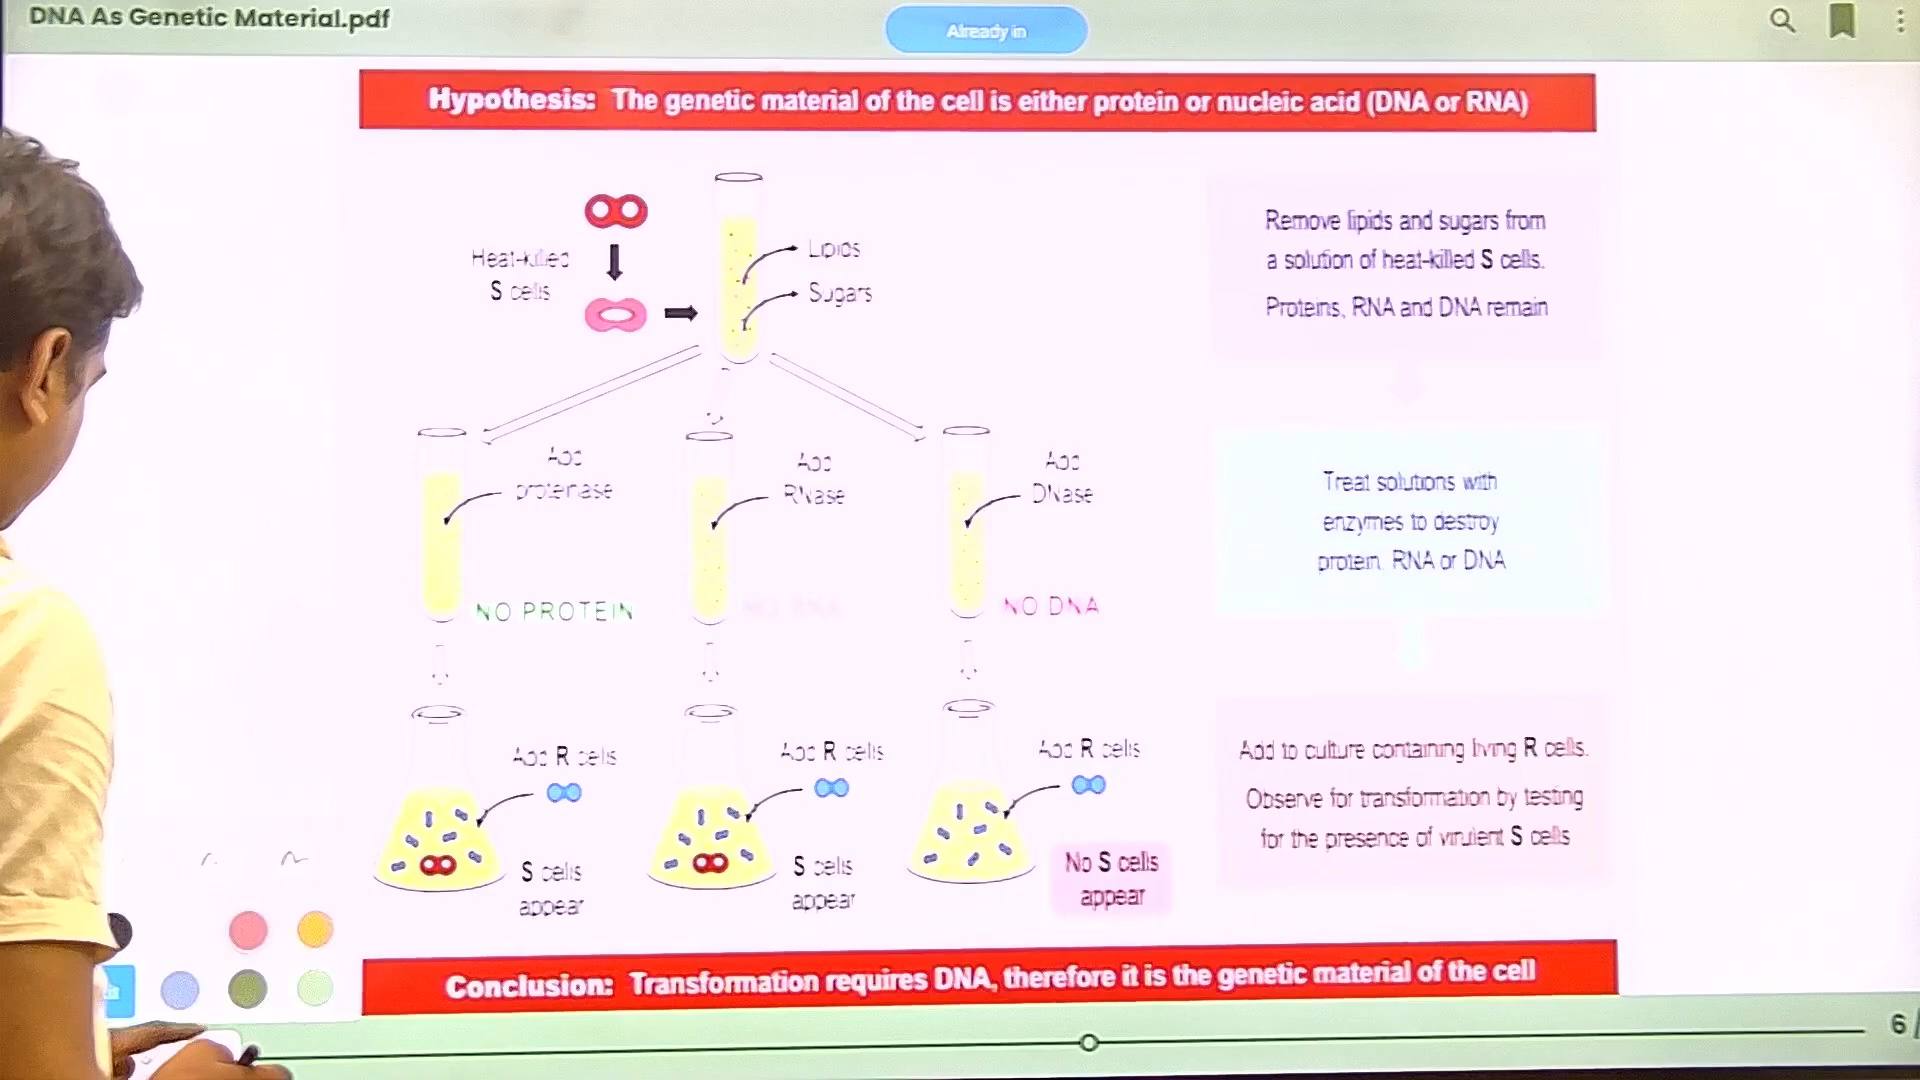 DNA As Genetic Material.pdf
Already in
Hypothesis: The genetic material of the cell is either protein or nucleic acid (DNA or RNA)
Heat-killed
S cells
Lipids
Sugars
Remove lipids and sugars from
a solution of heat-killed S cells.
Proteins, RNA and DNA remain
Add
proteinase
Add
RNase
Add
DNase
Treat solutions with
enzymes to destroy
protein, RNA or DNA
NO PROTEIN
NO RNA
NO DNA
Add R cells
Add R cells
Add R cells
S cells
appear
S cells
appear
No S cells
appear
Add to culture containing living R cells.
Observe for transformation by testing
for the presence of virulent S cells
Conclusion: Transformation requires DNA, therefore it is the genetic material of the cell
6/